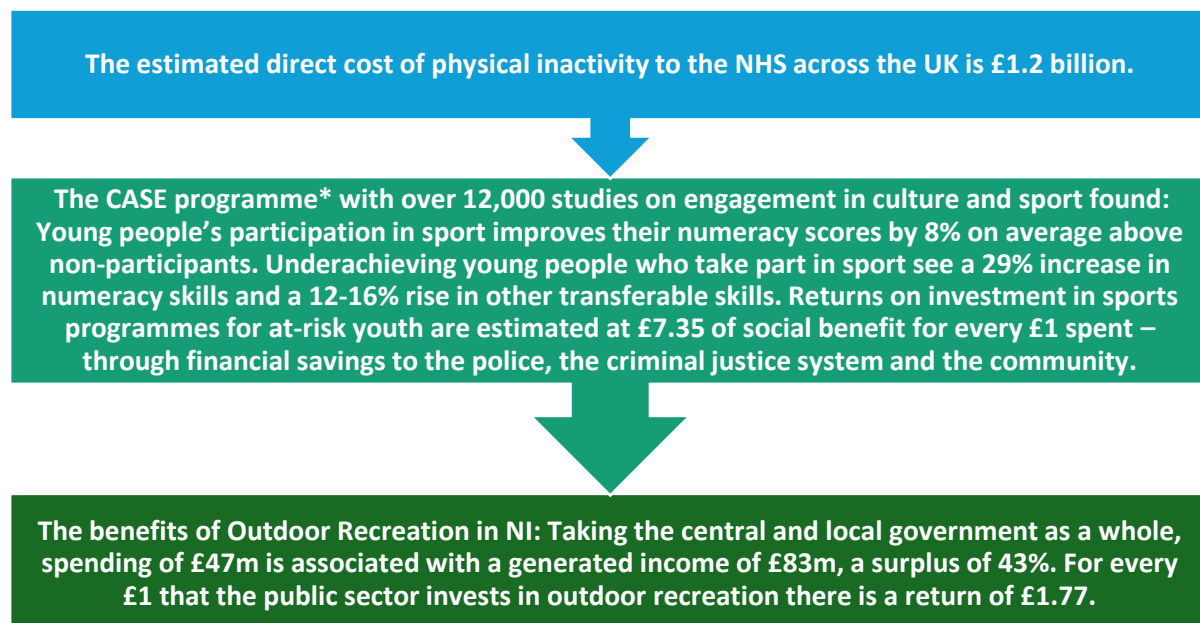 The estimated direct cost of physical inactivity to the NHS across the UK is £1.2 billion.
The CASE programme* with over 12,000 studies on engagement in culture and sport found:
Young people’s participation in sport improves their numeracy scores by 8% on average above
non-participants. Underachieving young people who take part in sport see a 29% increase in
numeracy skills and a 12-16% rise in other transferable skills. Returns on investment in sports
programmes for at-risk youth are estimated at £7.35 of social benefit for every £1 spent –
through financial savings to the police, the criminal justice system and the community.
The benefits of Outdoor Recreation in NI: Taking the central and local government as a whole,
spending of £47m is associated with a generated income of £83m, a surplus of 43%. For every
£1 that the public sector invests in outdoor recreation there is a return of £1.77.